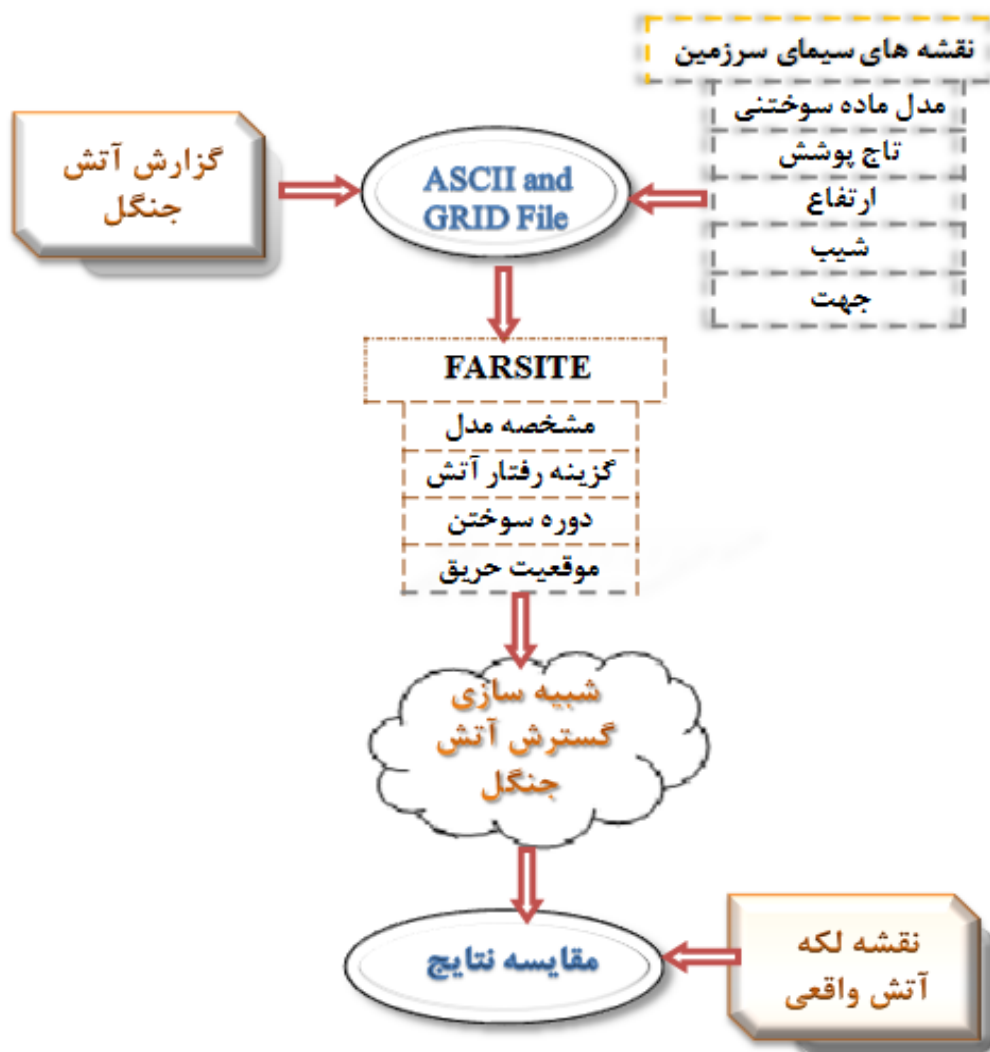 نقشه های سیمای سرزمین
مدل ماده سوختنی
تاج پوشش
ارتفاع
شیب
جهت
گزارش آتش
جنگل
ASCII and
GRID File
FARSITE
مشخصه مدل
گزینه رفتار آتش
دوره سوختن
موقعیت حریق
شبیه سازی
گسترش آتش
جنگل
مقایسه نتایج
نقشه لکه
آتش واقعی